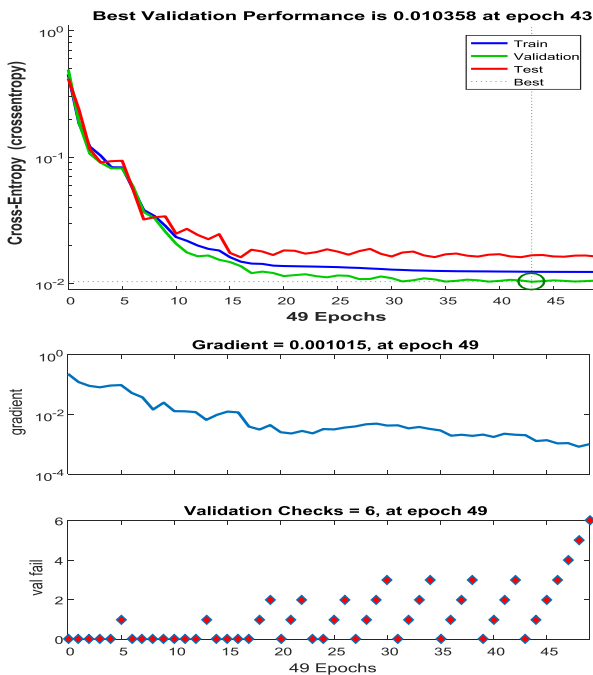 Best Validation Performance is 0.010358 at epoch 43
Cross-Entropy (crossentropy)
10^0
10^-1
10^-2
Train
Validation
Test
Best
0 5 10 15 20 25 30 35 40 45
49 Epochs
Gradient = 0.001015, at epoch 49
gradient
10^0
10^-2
10^-4
Validation Checks = 6, at epoch 49
val fail
6
4
2
0
0 5 10 15 20 25 30 35 40 45
49 Epochs